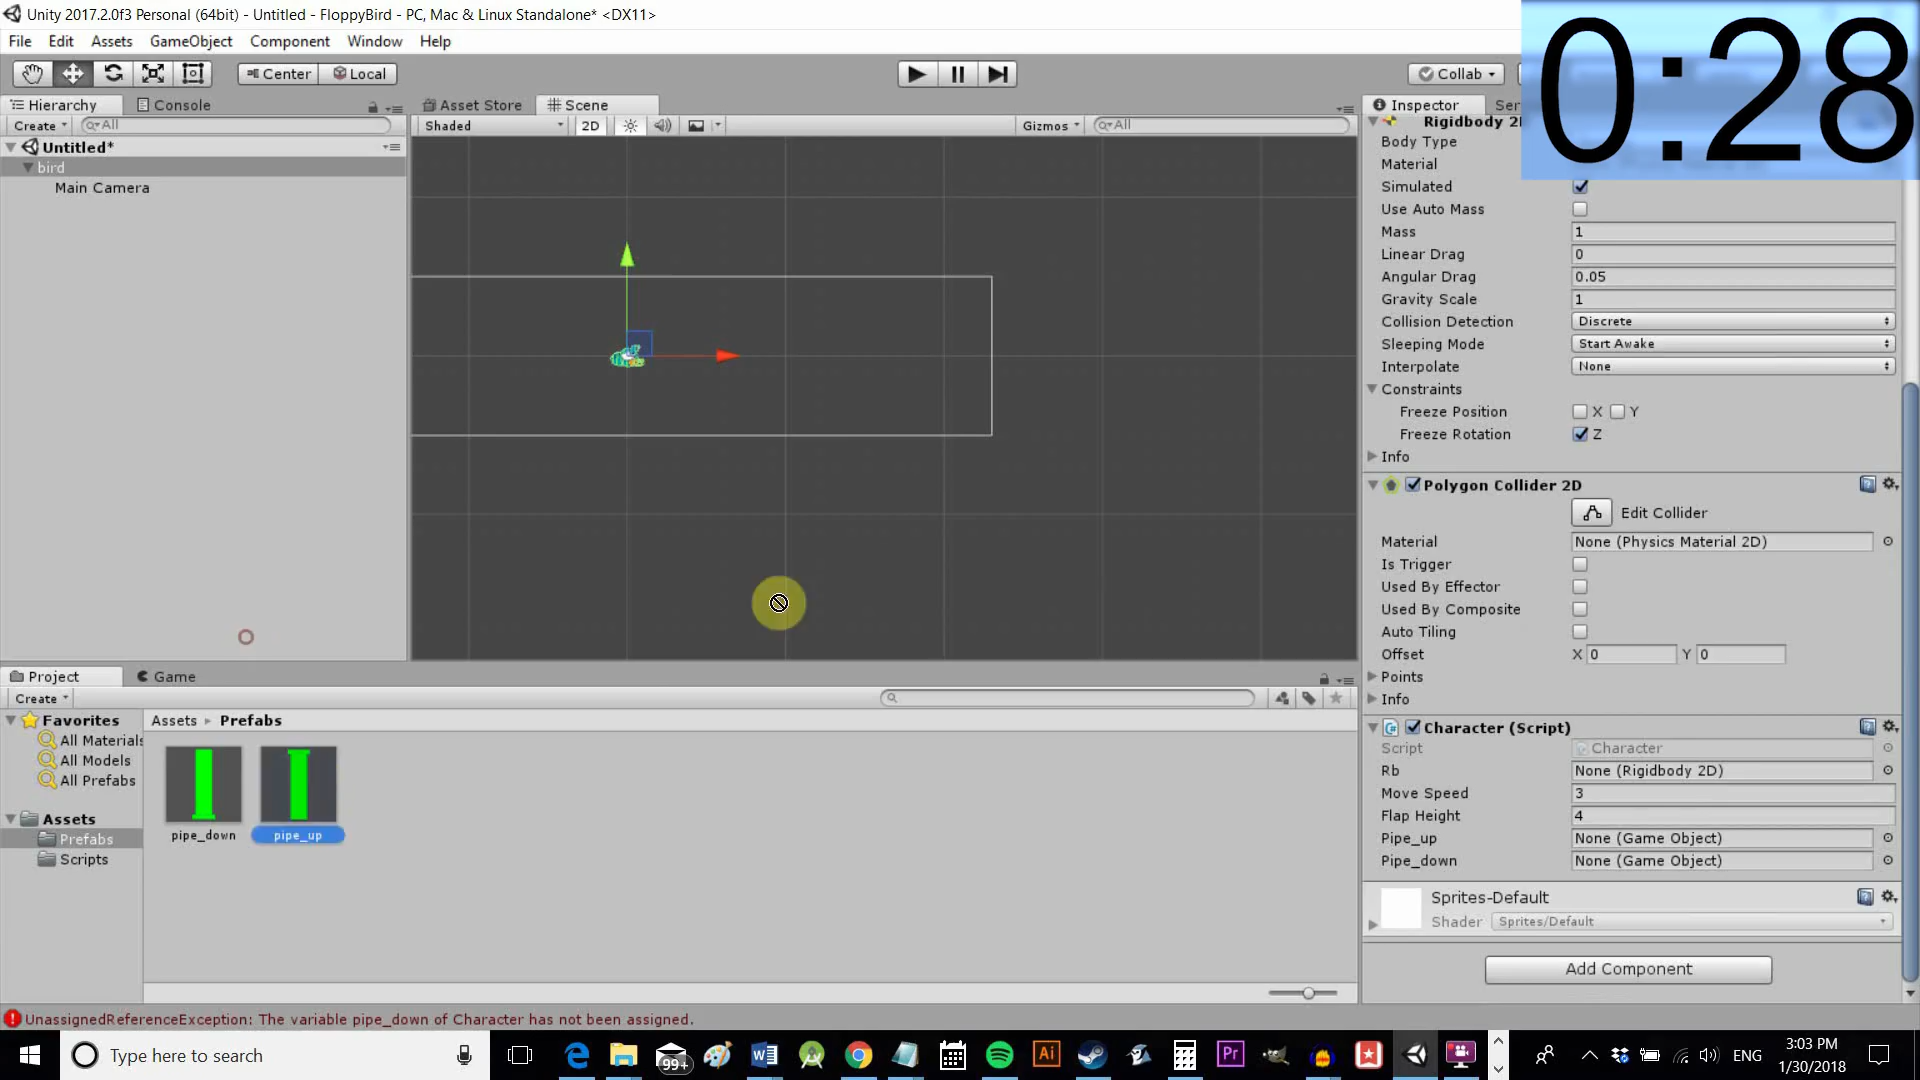 Unity 2017.2.0f3 Personal (64bit) - Untitled - FloppyBird - PC, Mac & Linux Standalone* <DX11>
0:28
File Edit Assets GameObject Component Window Help
Center Local Collab
Hierarchy Console Asset Store Scene Inspector Ser
Create All Shaded 2D Gizmos All
Untitled*
bird
Main Camera
Rigidbody 2
Body Type
Material
Simulated
Use Auto Mass
Mass 1
Linear Drag 0
Angular Drag 0.05
Gravity Scale 1
Collision Detection Discrete
Sleeping Mode Start Awake
Interpolate None
Constraints
Freeze Position X Y
Freeze Rotation Z
Info
Polygon Collider 2D
Edit Collider
Material None (Physics Material 2D)
Is Trigger
Used By Effector
Used By Composite
Auto Tiling
Offset X 0 Y 0
Points
Info
Character (Script)
Script Character
Rb None (Rigidbody 2D)
Move Speed 3
Flap Height 4
Pipe_up None (Game Object)
Pipe_down None (Game Object)
Sprites-Default
Shader Sprites/Default
Add Component
Project Game
Create
Favorites
All Materials
All Models
All Prefabs
Assets
Prefabs
Scripts
Assets Prefabs
pipe_down pipe_up
UnassignedReferenceException: The variable pipe_down of Character has not been assigned.
Type here to search
99+
W
Ai
Pr
ENG
3:03 PM
1/30/2018